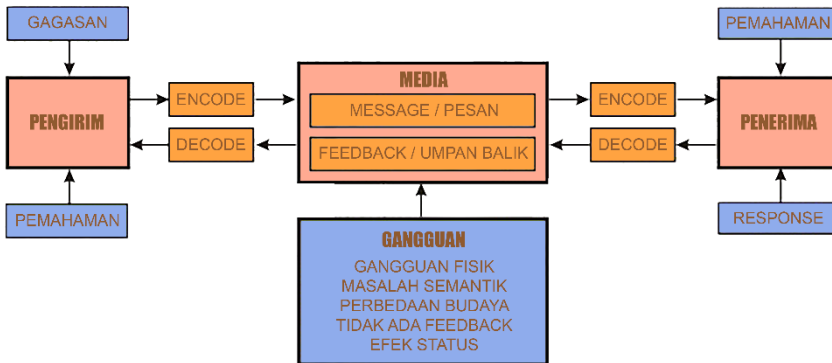 GAGASAN
PEMAHAMAN
MEDIA
ENCODE
MESSAGE / PESAN
ENCODE
PENGIRIM
PENERIMA
DECODE
FEEDBACK / UMPAN BALIK
DECODE
PEMAHAMAN
RESPONSE
GANGGUAN
GANGGUAN FISIK
MASALAH SEMANTIK
PERBEDAAN BUDAYA
TIDAK ADA FEEDBACK
EFEK STATUS